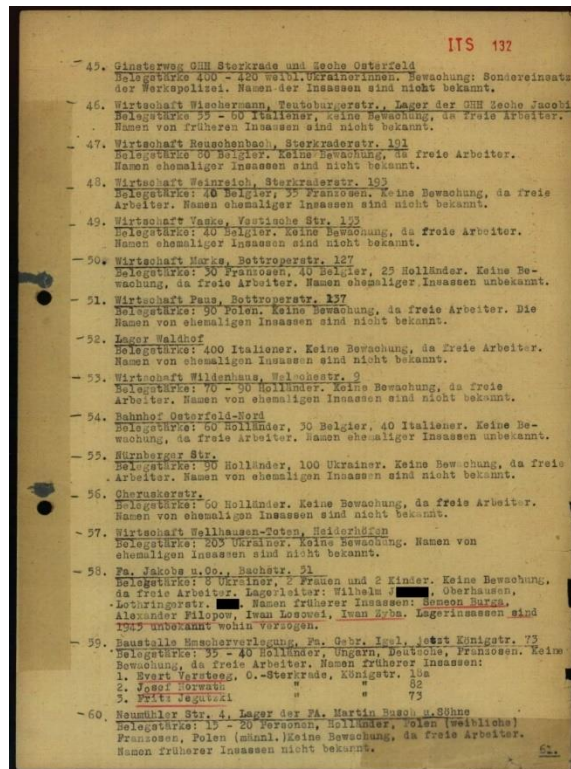 ITS 132
45. Ginsterweg GHH Sterkrade und Zeche Osterfeld
Belegstärke 400 - 420 weibl.Ukrainerinnen. Bewachung: Sondereinsatz
der Werkspolizei. Namen der Insassen sind nicht bekannt.
46. Wirtschaft Wischermann, Teutoburgerstr., Lager der GHH Zeche Jacobi
Belegstärke 55 - 60 Italiener, keine Bewachung, da freie Arbeiter.
Namen von früheren Insassen sind nicht bekannt.
47. Wirtschaft Reuschenbach, Sterkraderstr. 191
Belegstärke 60 Belgier. Keine Bewachung, da freie Arbeiter.
Namen ehemaliger Insassen sind nicht bekannt.
48. Wirtschaft Weinreich, Sterkraderstr. 193
Belegstärke: 40 Belgier, 35 Franzosen. Keine Bewachung, da freie
Arbeiter. Namen ehemaliger Insassen sind nicht bekannt.
49. Wirtschaft Vaske, Vestische Str. 153
Belegstärke: 40 Belgier. Keine Bewachung, da freie Arbeiter.
Namen ehemaliger Insassen sind nicht bekannt.
50. Wirtschaft Marks, Bottroperstr. 127
Belegstärke: 30 Franzosen, 40 Belgier, 25 Holländer. Keine Be-
wachung, da freie Arbeiter. Namen ehemaliger Insassen unbekannt.
51. Wirtschaft Paus, Bottroperstr. 137
Belegstärke: 90 Polen. Keine Bewachung, da freie Arbeiter. Die
Namen von ehemaligen Insassen sind nicht bekannt.
52. Lager Waldhof
Belegstärke: 400 Italiener. Keine Bewachung, da freie Arbeiter.
Namen von ehemaligen Insassen sind nicht bekannt.
53. Wirtschaft Wildenhaus, Welschestr. 9
Belegstärke: 70 - 90 Holländer. Keine Bewachung, da freie
Arbeiter. Namen von ehemaligen Insassen sind nicht bekannt.
54. Bahnhof Osterfeld-Nord
Belegstärke: 60 Holländer, 30 Belgier, 40 Italiener. Keine Be-
wachung, da freie Arbeiter. Namen ehemaliger Insassen unbekannt.
55. Nürnberger Str.
Belegstärke: 90 Holländer, 100 Ukrainer. Keine Bewachung, da freie
Arbeiter. Namen von ehemaligen Insassen sind nicht bekannt.
56. Cheruskerstr.
Belegstärke: 60 Holländer. Keine Bewachung, da freie Arbeiter.
Namen von ehemaligen Insassen sind nicht bekannt.
57. Wirtschaft Wellhausen-Toten, Heiderhöfen
Belegstärke: 203 Ukrainer. Keine Bewachung. Namen von
ehemaligen Insassen sind nicht bekannt.
58. Fa. Jakobs u.Co., Bachstr. 51
Belegstärke: 8 Ukrainer, 2 Frauen und 2 Kinder. Keine Bewachung,
da freie Arbeiter. Lagerleiter: Wilhelm J , Oberhausen,
Lothringerstr. . Namen früherer Insassen: Semeon Burga,
Alexander Filopow, Iwan Losowei, Iwan Zyba. Lagerinsassen sind
1945 unbekannt wohin verzogen.
59. Baustelle Emscherverlegung, Fa. Gebr. Igel, jetzt Königstr. 73
Belegstärke: 35 - 40 Holländer, Ungarn, Deutsche, Franzosen. Keine
Bewachung, da freie Arbeiter. Namen früherer Insassen:
1. Evert Versteeg, O.-Sterkrade, Königstr. 18a
2. Josef Horwath " " 82
3. Fritz Jegutzki " " 73
60. Neumühler Str. 4, Lager der FA. Martin Busch u.Söhne
Belegstärke: 15 - 20 Personen, Holländer, Polen (weibliche)
Franzosen, Polen (männl.)Keine Bewachung, da freie Arbeiter.
Namen früherer Insassen nicht bekannt.